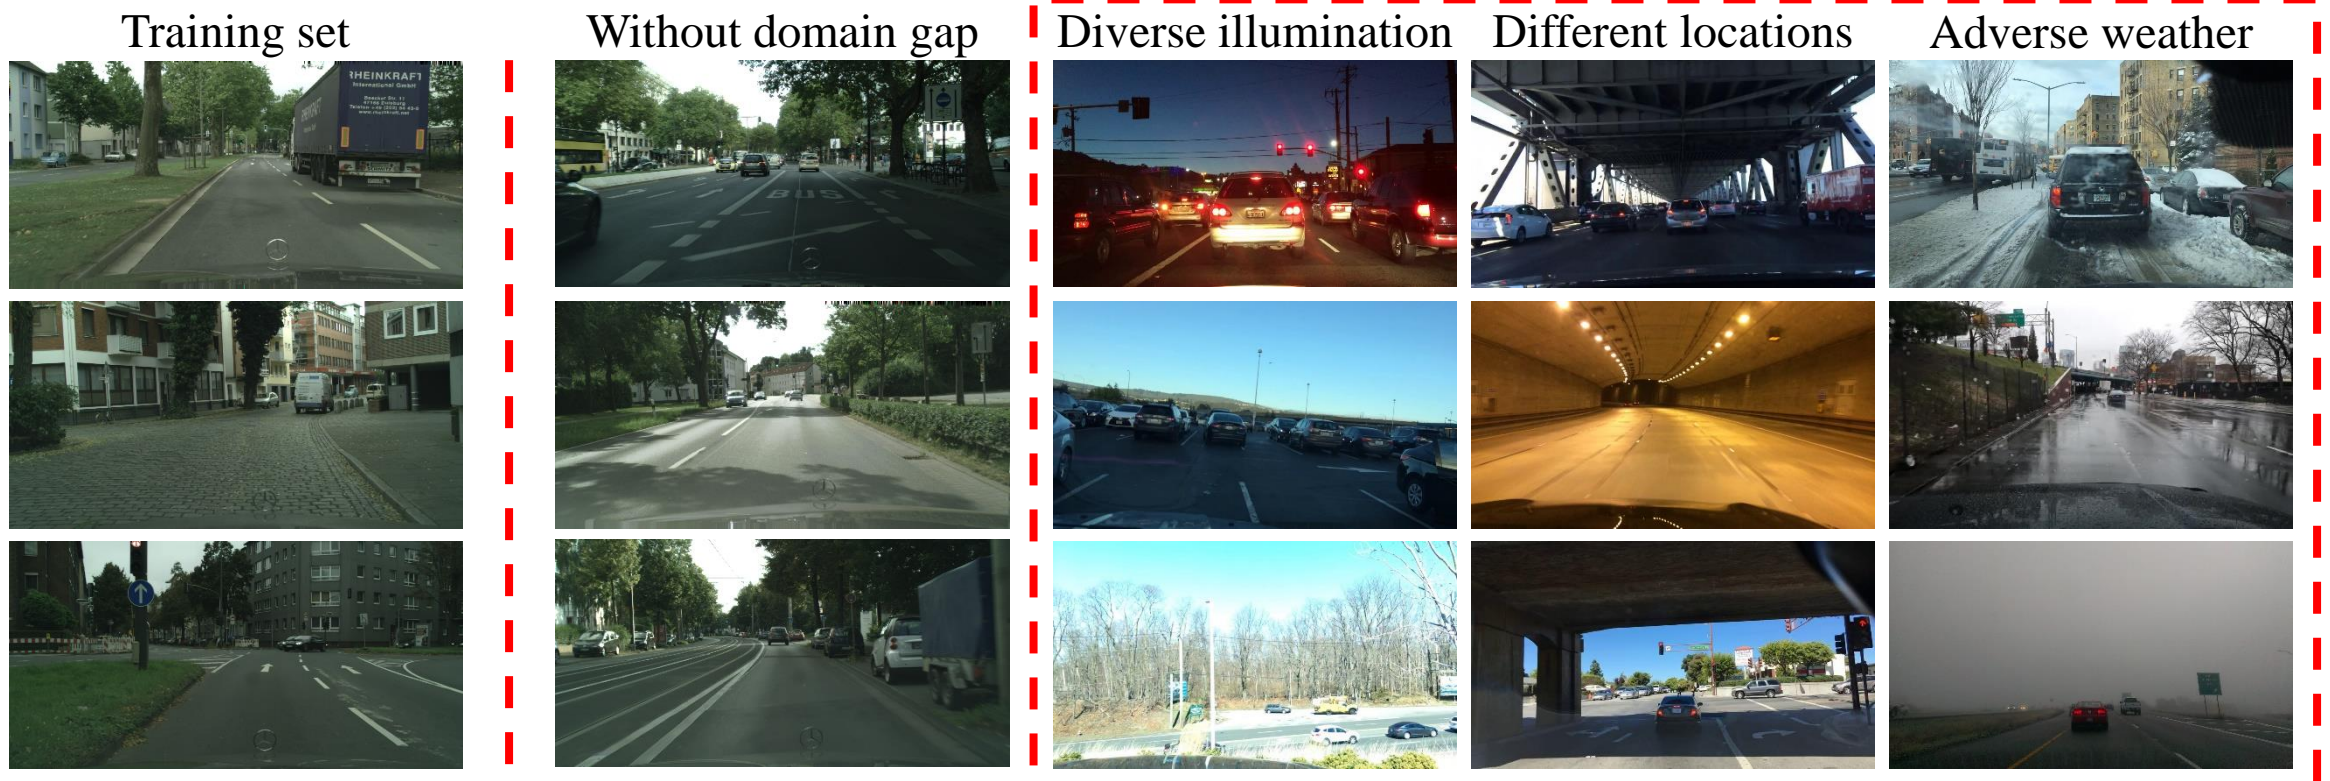 Training set
Without domain gap
Diverse illumination
Different locations
Adverse weather
RHEINKRAFT
International GmbH
BUS